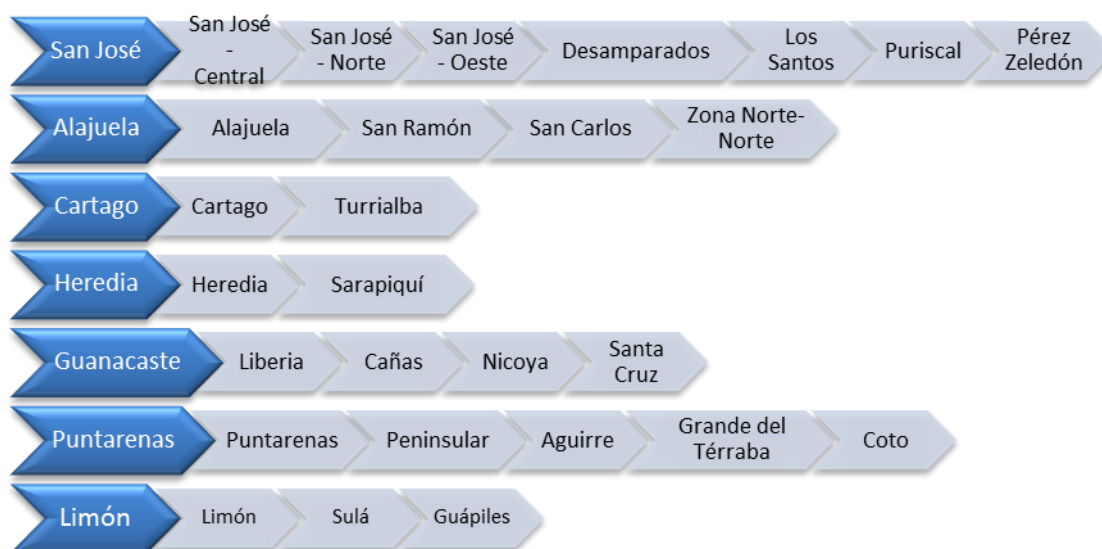 San José
San José
-
Central
San José
- Norte
San José
- Oeste
Desamparados
Los
Santos
Puriscal
Pérez
Zeledón
Alajuela
Alajuela
San Ramón
San Carlos
Zona Norte-
Norte
Cartago
Cartago
Turrialba
Heredia
Heredia
Sarapiquí
Guanacaste
Liberia
Cañas
Nicoya
Santa
Cruz
Puntarenas
Puntarenas
Peninsular
Aguirre
Grande del
Térraba
Coto
Limón
Limón
Sulá
Guápiles